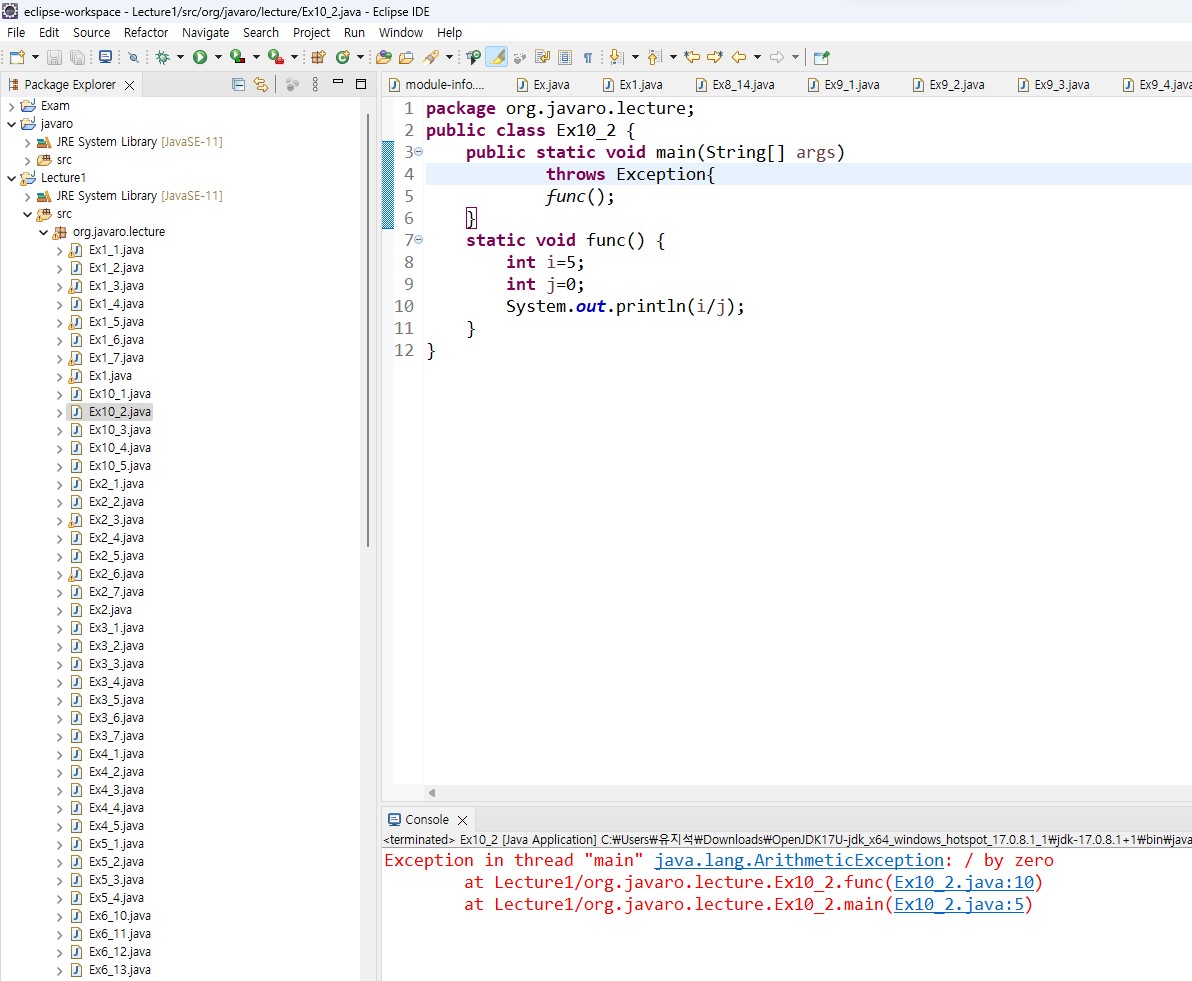 eclipse-workspace - Lecture1/src/org/javaro/lecture/Ex10_2.java - Eclipse IDE
File Edit Source Refactor Navigate Search Project Run Window Help
Package Explorer
Exam
javaro
JRE System Library [JavaSE-11]
src
Lecture1
JRE System Library [JavaSE-11]
src
org.javaro.lecture
Ex1_1.java
Ex1_2.java
Ex1_3.java
Ex1_4.java
Ex1_5.java
Ex1_6.java
Ex1_7.java
Ex1.java
Ex10_1.java
Ex10_2.java
Ex10_3.java
Ex10_4.java
Ex10_5.java
Ex2_1.java
Ex2_2.java
Ex2_3.java
Ex2_4.java
Ex2_5.java
Ex2_6.java
Ex2_7.java
Ex2.java
Ex3_1.java
Ex3_2.java
Ex3_3.java
Ex3_4.java
Ex3_5.java
Ex3_6.java
Ex3_7.java
Ex4_1.java
Ex4_2.java
Ex4_3.java
Ex4_4.java
Ex4_5.java
Ex5_1.java
Ex5_2.java
Ex5_3.java
Ex5_4.java
Ex6_10.java
Ex6_11.java
Ex6_12.java
Ex6_13.java
module-info.... Ex.java Ex1.java Ex8_14.java Ex9_1.java Ex9_2.java Ex9_3.java Ex9_4.java
1 package org.javaro.lecture;
2 public class Ex10_2 {
3 public static void main(String[] args)
4 throws Exception{
5 func();
6 }
7 static void func() {
8 int i=5;
9 int j=0;
10 System.out.println(i/j);
11 }
12 }
Console
<terminated> Ex10_2 [Java Application] C:₩Users₩유지석₩Downloads₩OpenJDK17U-jdk_x64_windows_hotspot_17.0.8.1_1₩jdk-17.0.8.1+1₩bin₩java
Exception in thread "main" java.lang.ArithmeticException: / by zero
at Lecture1/org.javaro.lecture.Ex10_2.func(Ex10_2.java:10)
at Lecture1/org.javaro.lecture.Ex10_2.main(Ex10_2.java:5)